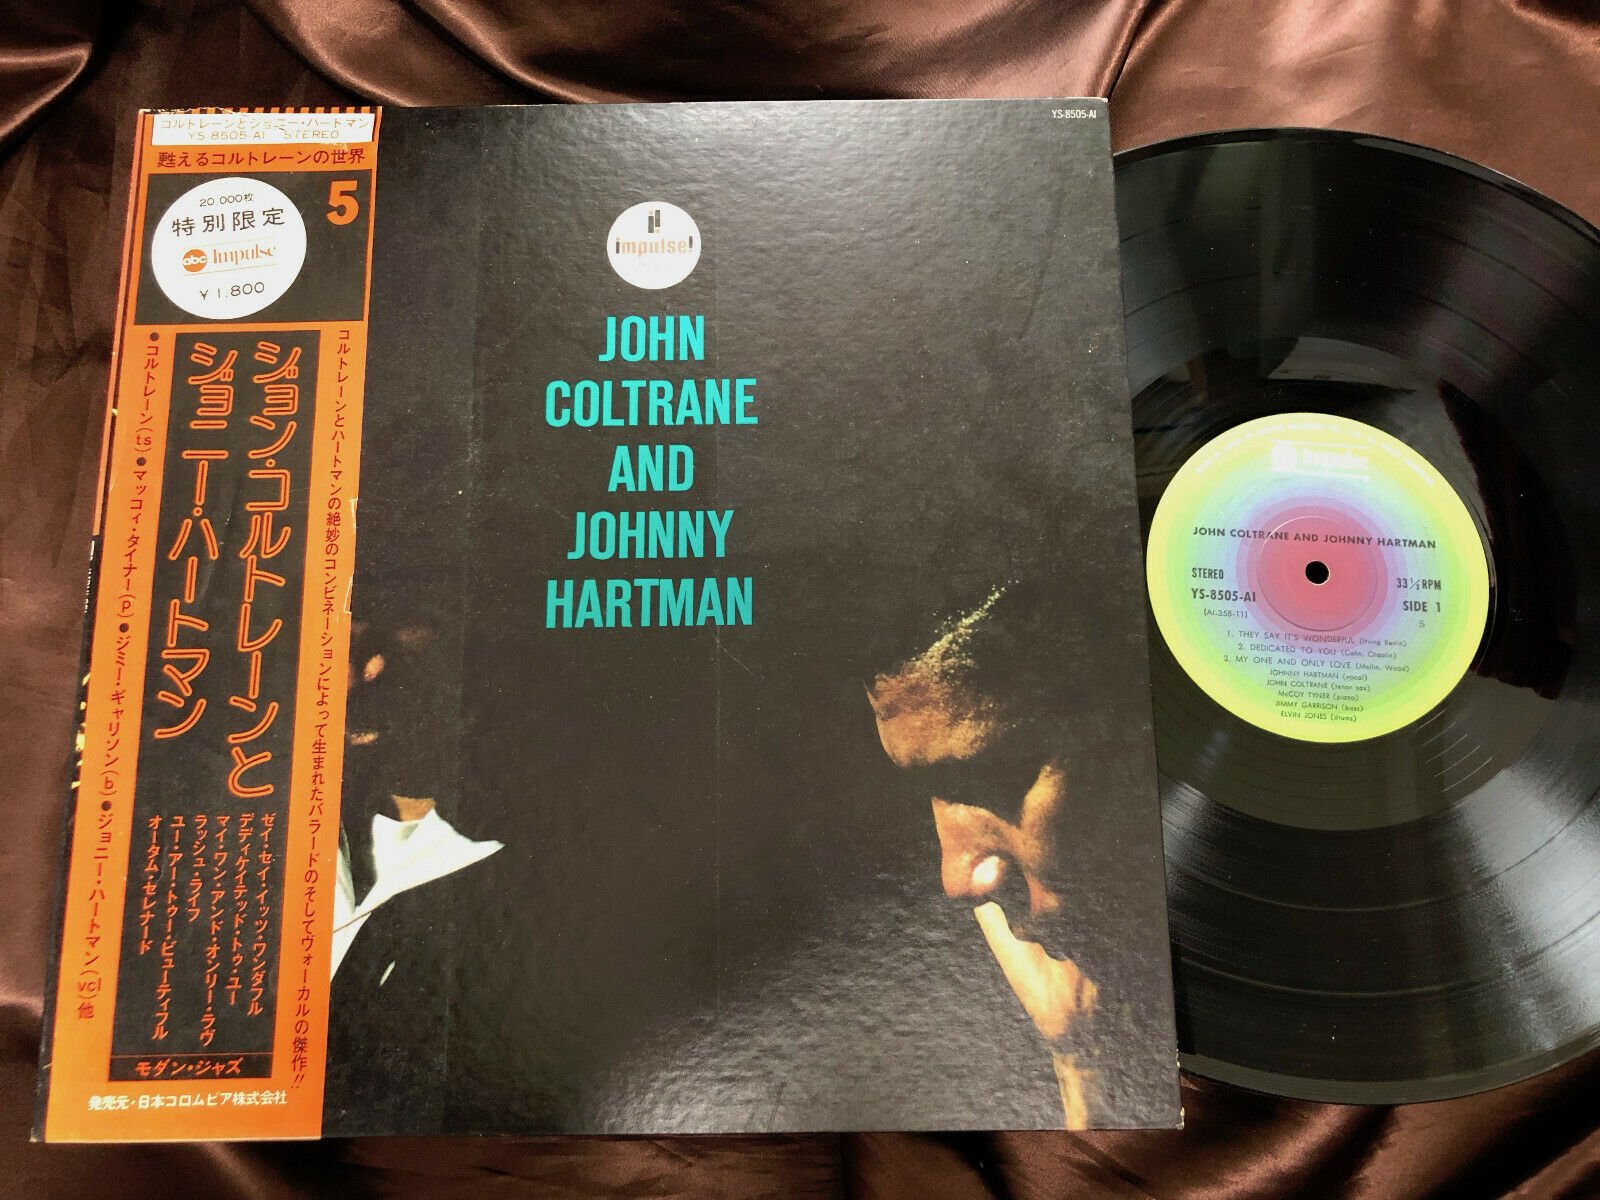 コルトレーンとジョニー・ハートマン
YS-8505-AI STEREO
甦えるコルトレーンの世界
5
20,000枚
特別限定
abc Impulse
¥1,800
コルトレーンとハートマンの絶妙のコンビネーションによって生まれたバラードのそしてヴォーカルの傑作!!
ジョン・コルトレーンと
ジョニー・ハートマン
ゼイ・セイ・イッツ・ワンダフル
デディケイテッド・トゥ・ユー
マイ・ワン・アンド・オンリー・ラヴ
ラッシュ・ライフ
ユー・アー・トゥー・ビューティフル
オータム・セレナード
●コルトレーン(ts)●マッコイ・タイナー(p)●ジミー・ギャリソン(b)●ジョニー・ハートマン(vcl)他
モダン・ジャズ
発売元・日本コロムビア株式会社
YS-8505-AI
impulse!
JOHN
COLTRANE
AND
JOHNNY
HARTMAN
impulse
JOHN COLTRANE AND JOHNNY HARTMAN
STEREO
33 1/3 RPM
YS-8505-AI
SIDE 1
(AI-358-11)
S
1. THEY SAY IT'S WONDERFUL (Irving Berlin)
2. DEDICATED TO YOU (Cahn, Chaplin)
3. MY ONE AND ONLY LOVE (Mellin, Wood)
JOHNNY HARTMAN (vocal)
JOHN COLTRANE (tenor sax)
McCOY TYNER (piano)
JIMMY GARRISON (bass)
ELVIN JONES (drums)